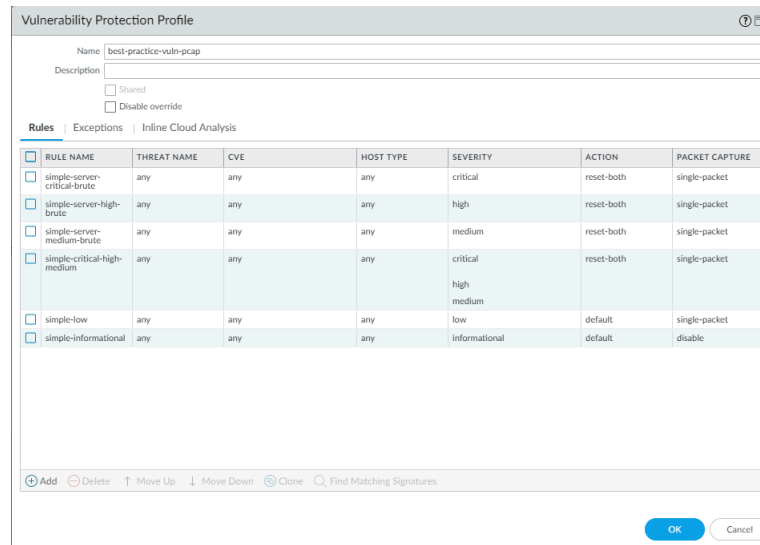 Vulnerability Protection Profile
Name best-practice-vuln-pcap
Description
Shared
Disable override
Rules | Exceptions | Inline Cloud Analysis
RULE NAME THREAT NAME CVE HOST TYPE SEVERITY ACTION PACKET CAPTURE
simple-server-critical-brute any any any critical reset-both single-packet
simple-server-high-brute any any any high reset-both single-packet
simple-server-medium-brute any any any medium reset-both single-packet
simple-critical-high-medium any any any critical reset-both single-packet
high
medium
simple-low any any any low default single-packet
simple-informational any any any informational default disable
Add Delete ↑ Move Up ↓ Move Down Clone Find Matching Signatures
OK Cancel